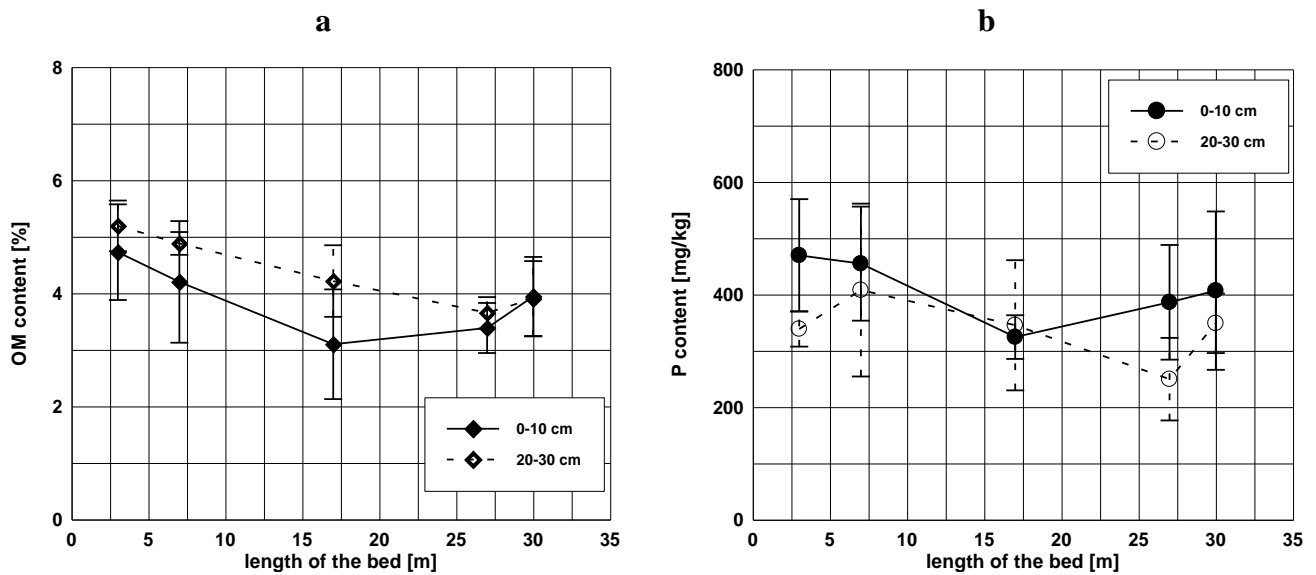 a
OM content [%]
8
6
4
2
0
0-10 cm
20-30 cm
0 5 10 15 20 25 30 35
length of the bed [m]
b
P content [mg/kg]
800
600
400
200
0
0-10 cm
20-30 cm
0 5 10 15 20 25 30 35
length of the bed [m]